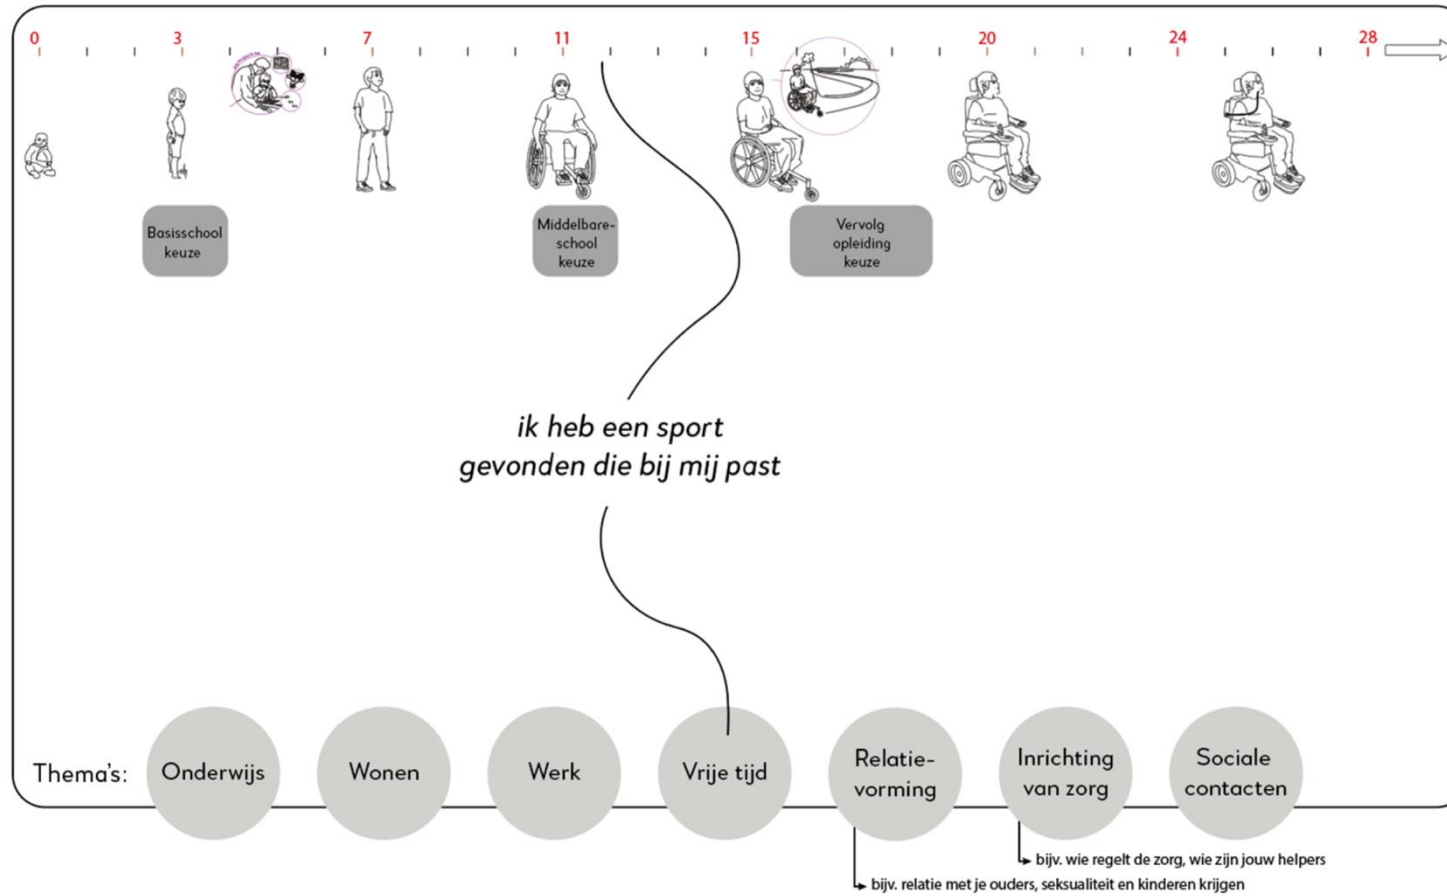 0 3 7 11 15 20 24 28
Basisschool
keuze
Middelbare-
school
keuze
Vervolg
opleiding
keuze
ik heb een sport
gevonden die bij mij past
Thema's:
Onderwijs
Wonen
Werk
Vrije tijd
Relatie-
vorming
Inrichting
van zorg
Sociale
contacten
bijv. wie regelt de zorg, wie zijn jouw helpers
bijv. relatie met je ouders, seksualiteit en kinderen krijgen